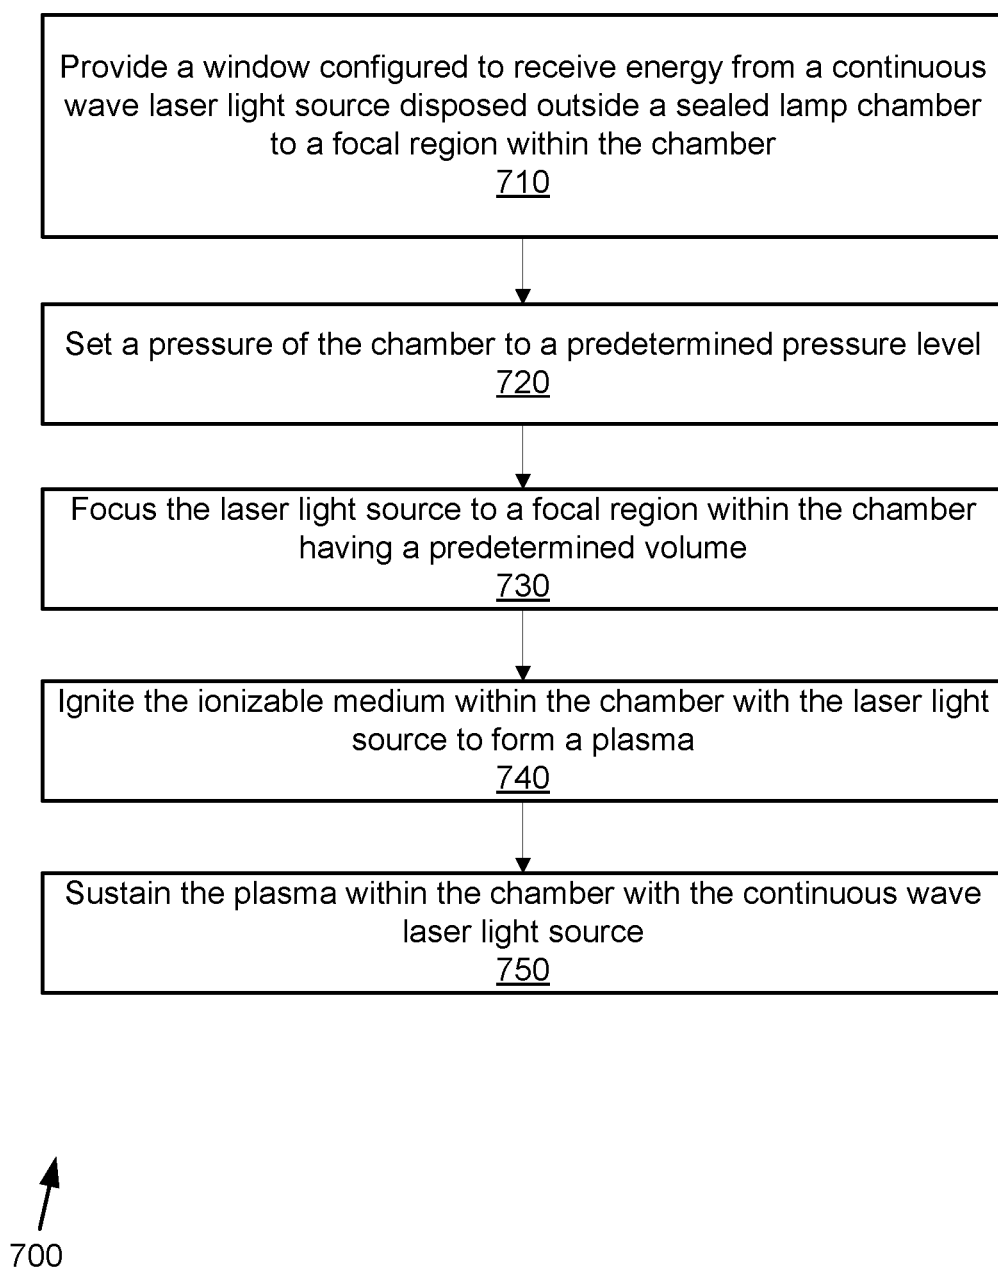 Provide a window configured to receive energy from a continuous
wave laser light source disposed outside a sealed lamp chamber
to a focal region within the chamber
710
Set a pressure of the chamber to a predetermined pressure level
720
Focus the laser light source to a focal region within the chamber
having a predetermined volume
730
Ignite the ionizable medium within the chamber with the laser light
source to form a plasma
740
Sustain the plasma within the chamber with the continuous wave
laser light source
750
700